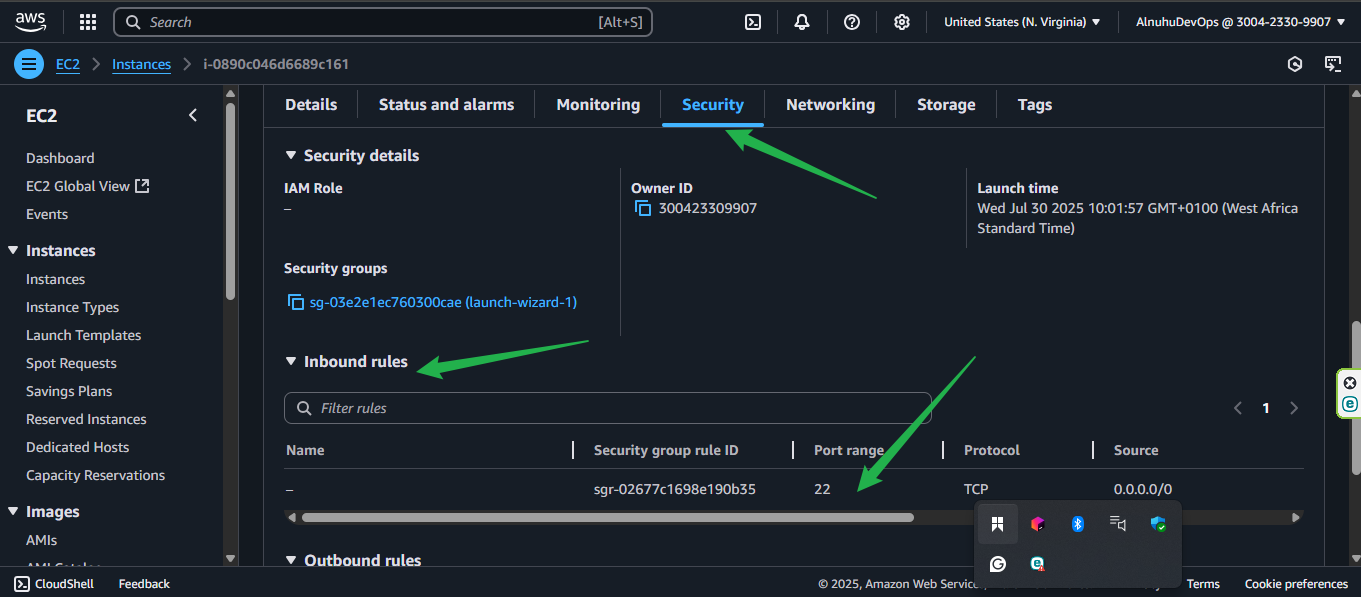 aws
Search [Alt+S]
United States (N. Virginia) ▼
AlnuhuDevOps @ 3004-2330-9907 ▼
EC2 > Instances > i-0890c046d6689c161
EC2
Dashboard
EC2 Global View
Events
Instances
Instances
Instance Types
Launch Templates
Spot Requests
Savings Plans
Reserved Instances
Dedicated Hosts
Capacity Reservations
Images
AMIs
AMI Catalog
Details Status and alarms Monitoring Security Networking Storage Tags
Security details
IAM Role
–
Owner ID
300423309907
Launch time
Wed Jul 30 2025 10:01:57 GMT+0100 (West Africa
Standard Time)
Security groups
sg-03e2e1ec760300cae (launch-wizard-1)
Inbound rules
Filter rules
1
Name Security group rule ID Port range Protocol Source
– sgr-02677c1698e190b35 22 TCP 0.0.0.0/0
Outbound rules
CloudShell Feedback
© 2025, Amazon Web Servic
Terms Cookie preferences